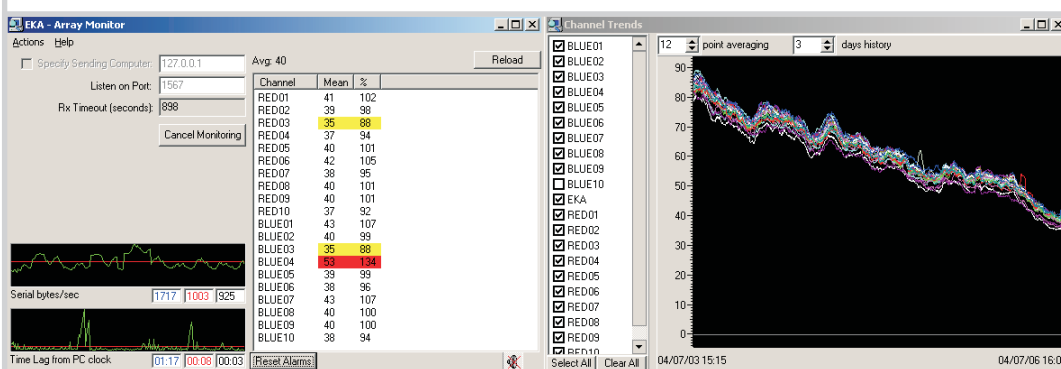 EKA - Array Monitor
Actions Help
Specify Sending Computer: 127.0.0.1
Listen on Port: 1567
Rx Timeout (seconds): 898
Cancel Monitoring
Serial bytes/sec 1717 1003 925
Time Lag from PC clock 01:17 00:08 00:03
Avg: 40 Reload
Channel Mean %
RED01 41 102
RED02 39 98
RED03 35 88
RED04 37 94
RED05 40 101
RED06 42 105
RED07 38 95
RED08 40 101
RED09 40 101
RED10 37 92
BLUE01 43 107
BLUE02 40 99
BLUE03 35 88
BLUE04 53 134
BLUE05 39 99
BLUE06 38 96
BLUE07 43 107
BLUE08 40 100
BLUE09 40 100
BLUE10 38 94
Reset Alarms
Channel Trends
BLUE01
BLUE02
BLUE03
BLUE04
BLUE05
BLUE06
BLUE07
BLUE08
BLUE09
BLUE10
EKA
RED01
RED02
RED03
RED04
RED05
RED06
RED07
RED08
RED09
RED10
Select All Clear All
12 point averaging 3 days history
90
80
70
60
50
40
30
20
10
0
04/07/03 15:15 04/07/06 16:0